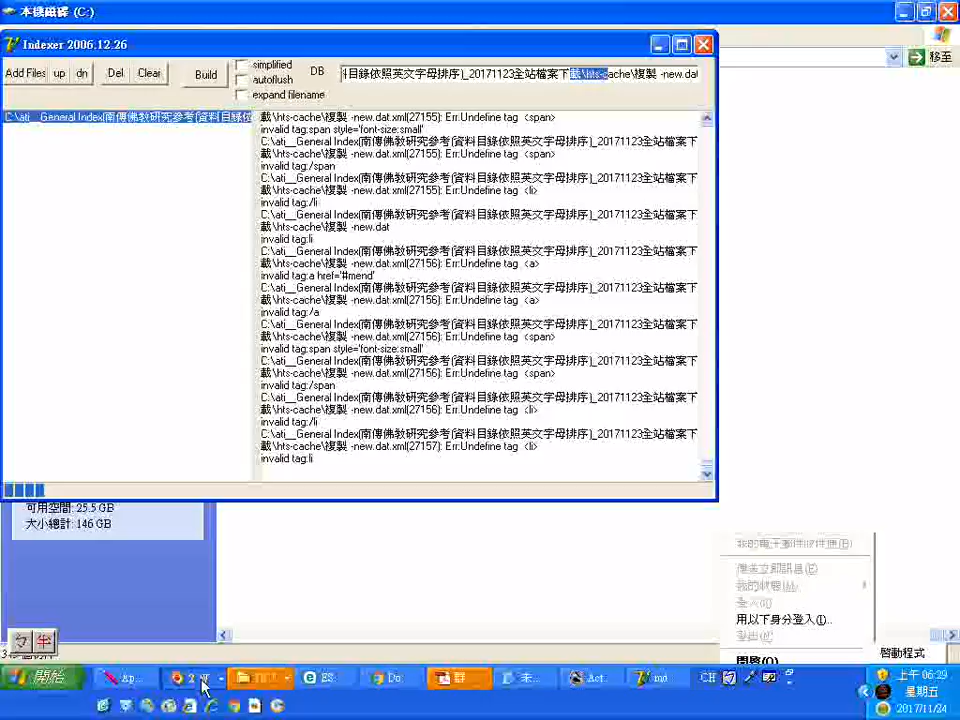 本機磁碟 (C:)
Indexer 2006.12.26
移至
Add Files up dn Del Clear Build
simplified
autoflush
expand filename
DB
目錄依照英文字母排序)_20171123全站檔案下載\hts-cache\複製 -new.dat
C:\ati__General Index(南傳佛教研究參考(資料目錄依
載\hts-cache\複製 -new.dat.xml(27155): Err:Undefine tag <span>
invalid tag:span style='font-size:small'
C:\ati__General Index(南傳佛教研究參考(資料目錄依照英文字母排序)_20171123全站檔案下
載\hts-cache\複製 -new.dat.xml(27155): Err:Undefine tag <span>
invalid tag:/span
C:\ati__General Index(南傳佛教研究參考(資料目錄依照英文字母排序)_20171123全站檔案下
載\hts-cache\複製 -new.dat.xml(27155): Err:Undefine tag <li>
invalid tag:/li
C:\ati__General Index(南傳佛教研究參考(資料目錄依照英文字母排序)_20171123全站檔案下
載\hts-cache\複製 -new.dat
invalid tag:li
C:\ati__General Index(南傳佛教研究參考(資料目錄依照英文字母排序)_20171123全站檔案下
載\hts-cache\複製 -new.dat.xml(27156): Err:Undefine tag <a>
invalid tag:a href='#mend'
C:\ati__General Index(南傳佛教研究參考(資料目錄依照英文字母排序)_20171123全站檔案下
載\hts-cache\複製 -new.dat.xml(27156): Err:Undefine tag <a>
invalid tag:/a
C:\ati__General Index(南傳佛教研究參考(資料目錄依照英文字母排序)_20171123全站檔案下
載\hts-cache\複製 -new.dat.xml(27156): Err:Undefine tag <span>
invalid tag:span style='font-size:small'
C:\ati__General Index(南傳佛教研究參考(資料目錄依照英文字母排序)_20171123全站檔案下
載\hts-cache\複製 -new.dat.xml(27156): Err:Undefine tag <span>
invalid tag:/span
C:\ati__General Index(南傳佛教研究參考(資料目錄依照英文字母排序)_20171123全站檔案下
載\hts-cache\複製 -new.dat.xml(27156): Err:Undefine tag <li>
invalid tag:/li
C:\ati__General Index(南傳佛教研究參考(資料目錄依照英文字母排序)_20171123全站檔案下
載\hts-cache\複製 -new.dat.xml(27157): Err:Undefine tag <li>
invalid tag:li
可用空間: 25.5 GB
大小總計: 146 GB
傳送立即訊息(E)
我的狀態(M)
登入(I)
用以下身分登入(I)...
登出(O)
開啟(O)
啟動程式
開始
2
ES
Do
群
未...
Act
md
CH
上午 06:29
星期五
2017/11/24